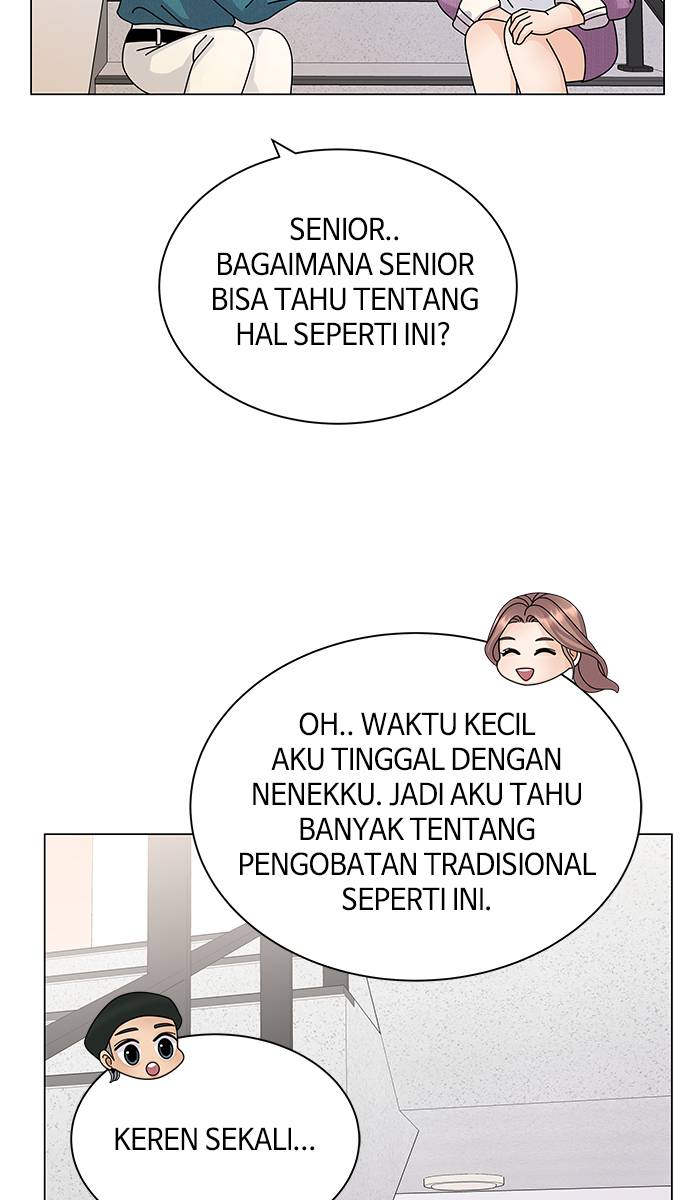 SENIOR..
BAGAIMANA SENIOR
BISA TAHU TENTANG
HAL SEPERTI INI?
OH.. WAKTU KECIL
AKU TINGGAL DENGAN
NENEKKU. JADI AKU TAHU
BANYAK TENTANG
PENGOBATAN TRADISIONAL
SEPERTI INI.
KEREN SEKALI...